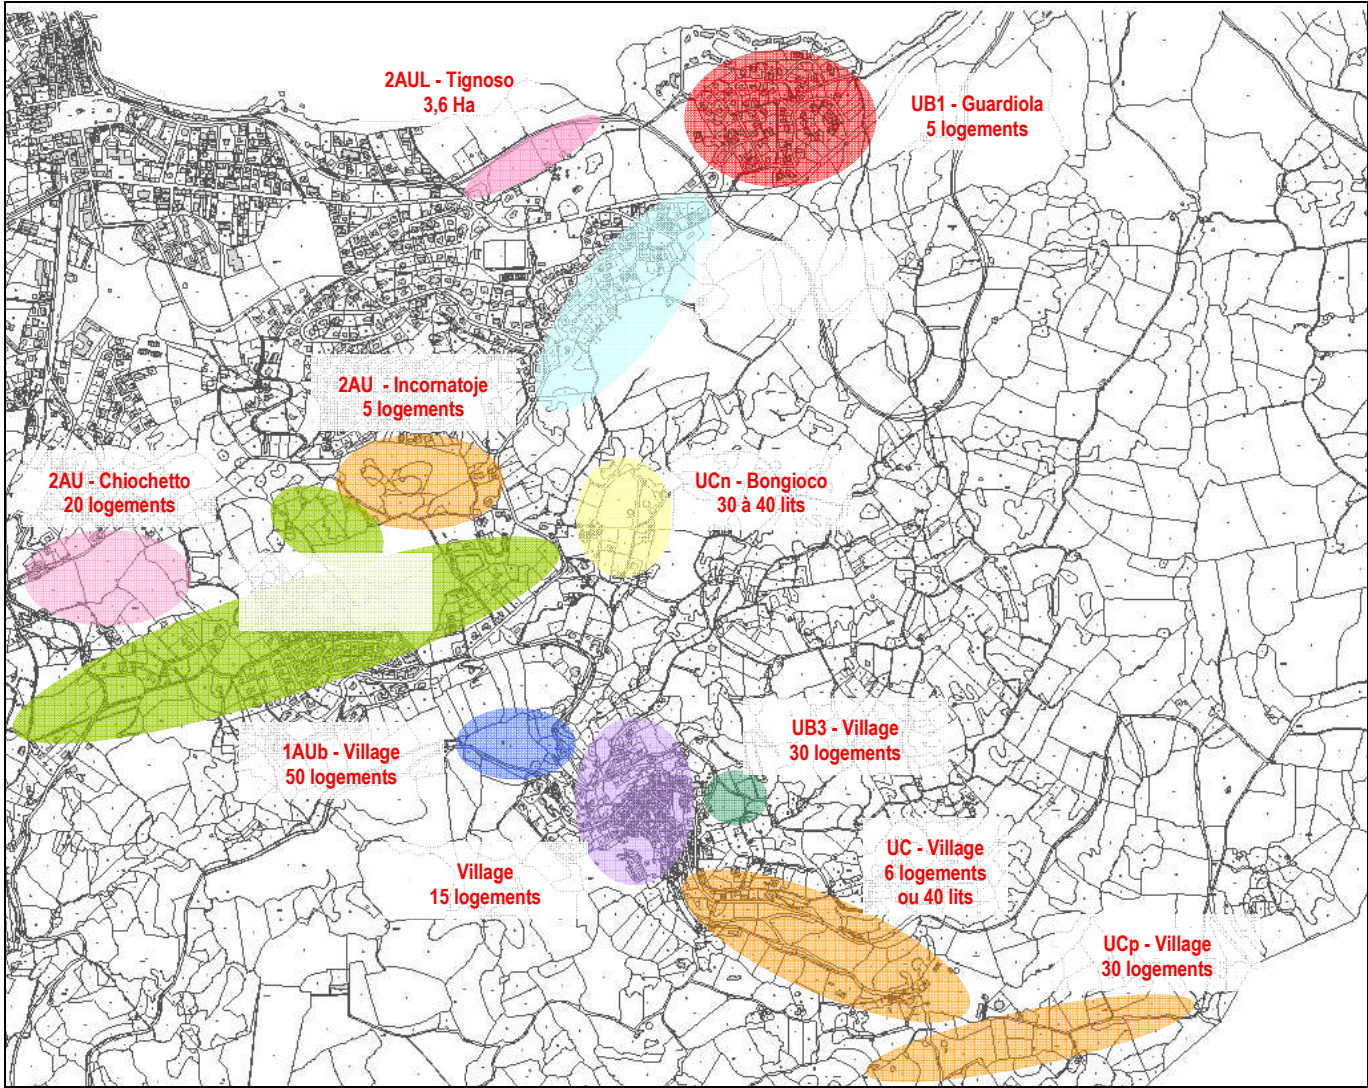 2AUL - Tignoso
3,6 Ha
UB1 - Guardiola
5 logements
2AU - Incornatoje
5 logements
2AU - Chiochetto
20 logements
UCn - Bongioco
30 à 40 lits
1AUb - Village
50 logements
UB3 - Village
30 logements
Village
15 logements
UC - Village
6 logements
ou 40 lits
UCp - Village
30 logements